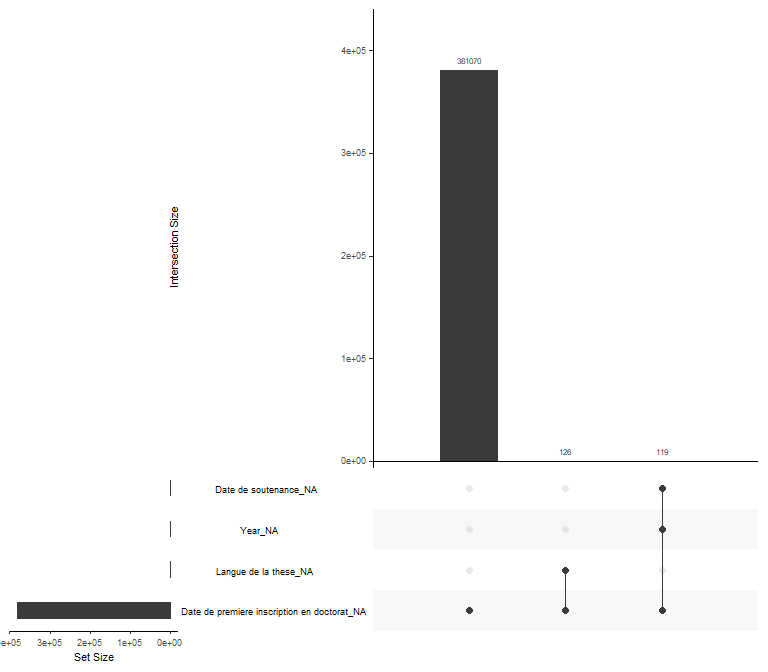 4e+05
381070
3e+05
Intersection Size
2e+05
1e+05
126
119
0e+00
Date de soutenance_NA
Year_NA
Langue de la these_NA
Date de premiere inscription en doctorat_NA
e+05 3e+05 2e+05 1e+05 0e+00
Set Size